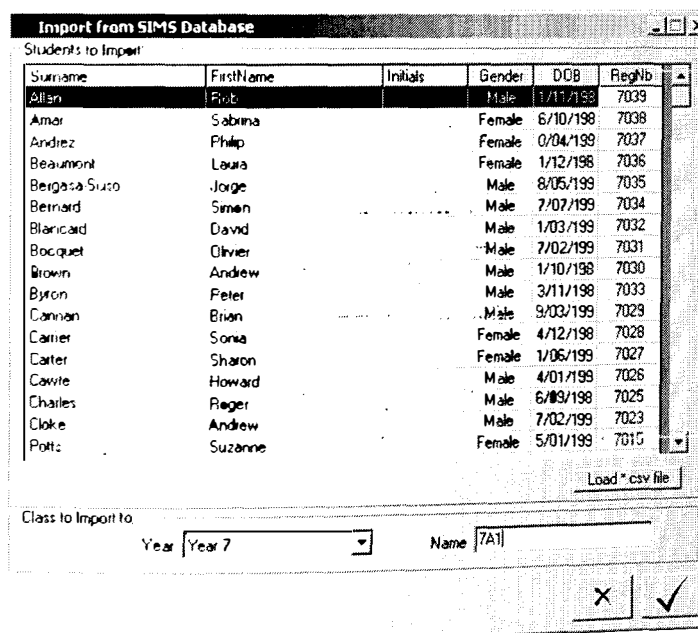 Import from SIMS Database
Students to Import
Surname FirstName Initials Gender DOB RegNb
Allan Rob Male 1/11/198 7039
Amar Sabrina Female 6/10/198 7038
Andrez Philip Female 0/04/199 7037
Beaumont Laura Female 1/12/198 7036
Bergasa-Suso Jorge Male 8/05/199 7035
Bernard Simon Male 7/07/199 7034
Blancard David Male 1/03/199 7032
Bocquet Olivier Male 7/02/199 7031
Brown Andrew Male 1/10/198 7030
Byron Peter Male 3/11/198 7033
Cannan Brian Male 9/03/199 7029
Carrier Sonia Female 4/12/198 7028
Carter Sharon Female 1/06/199 7027
Cawte Howard Male 4/01/199 7026
Charles Roger Male 6/09/198 7025
Cloke Andrew Male 7/02/199 7023
Potts Suzanne Female 5/01/199
Load *.csv file
Class to Import to
Year Year 7 Name 7A1